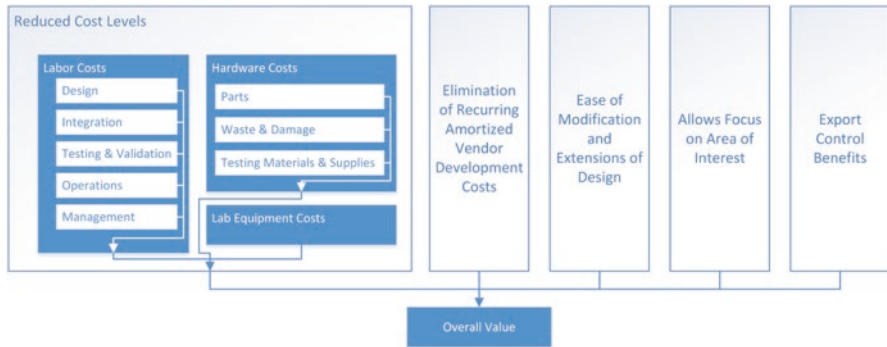 Reduced Cost Levels
Labor Costs
Design
Integration
Testing & Validation
Operations
Management
Hardware Costs
Parts
Waste & Damage
Testing Materials & Supplies
Lab Equipment Costs
Elimination
of Recurring
Amortized
Vendor
Development
Costs
Ease of
Modification
and
Extensions of
Design
Allows Focus
on Area of
Interest
Export
Control
Benefits
Overall Value